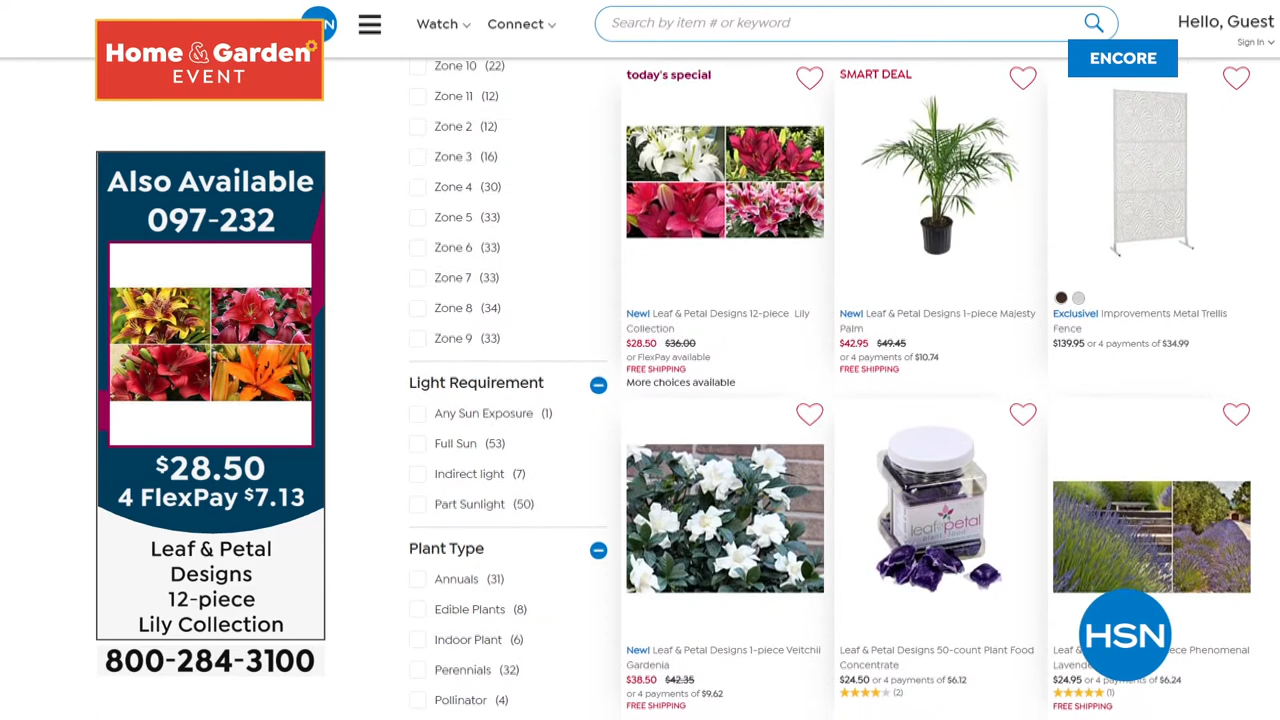 Home & Garden
EVENT
Also Available
097-232
$28.50
4 FlexPay $7.13
Leaf & Petal
Designs
12-piece
Lily Collection
800-284-3100
Watch
Connect
Search by item # or keyword
Hello, Guest
Sign In
ENCORE
Zone 10 (22)
Zone 11 (12)
Zone 2 (12)
Zone 3 (16)
Zone 4 (30)
Zone 5 (33)
Zone 6 (33)
Zone 7 (33)
Zone 8 (34)
Zone 9 (33)
Light Requirement
Any Sun Exposure (1)
Full Sun (53)
Indirect light (7)
Part Sunlight (50)
Plant Type
Annuals (31)
Edible Plants (8)
Indoor Plant (6)
Perennials (32)
Pollinator (4)
today's special
New! Leaf & Petal Designs 12-piece Lily
Collection
$28.50 $36.00
or FlexPay available
FREE SHIPPING
More choices available
SMART DEAL
New! Leaf & Petal Designs 1-piece Majesty
Palm
$42.95 $49.45
or 4 payments of $10.74
FREE SHIPPING
Exclusive! Improvements Metal Trellis
Fence
$139.95 or 4 payments of $34.99
New! Leaf & Petal Designs 1-piece Veitchii
Gardenia
$38.50 $42.35
or 4 payments of $9.62
FREE SHIPPING
leaf & petal
plant food
Leaf & Petal Designs 50-count Plant Food
Concentrate
$24.50 or 4 payments of $6.12
(2)
Leaf Phenomenal
$24.95 or 4 payments of $6.24
(1)
FREE SHIPPING
HSN